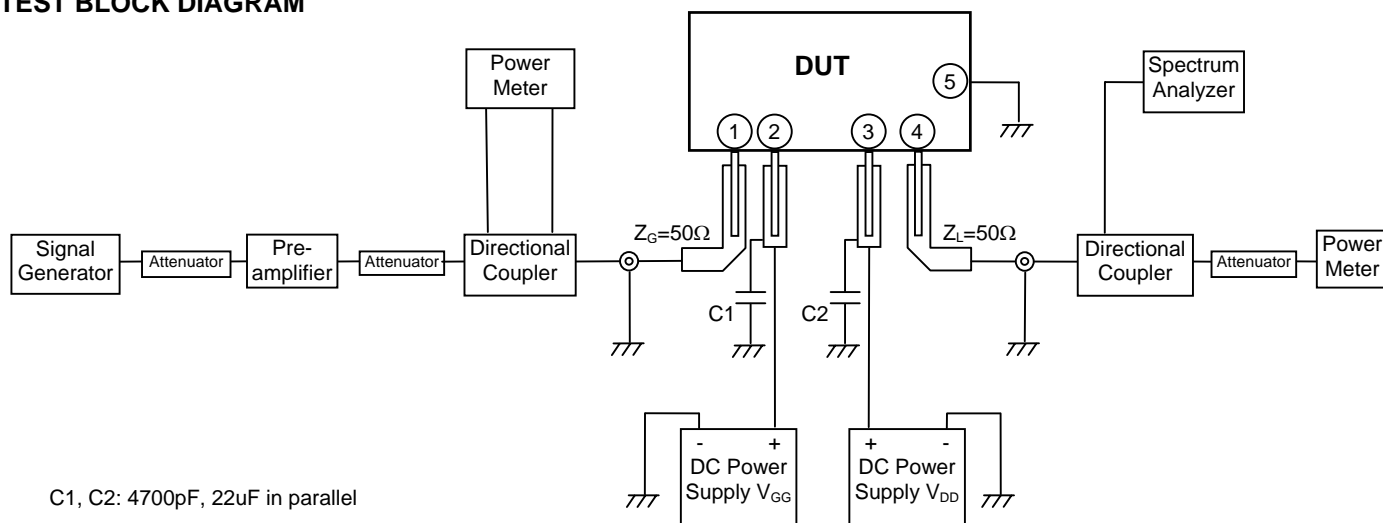 TEST BLOCK DIAGRAM
DUT
Power
Meter
5
Spectrum
Analyzer
1
2
3
4
Z_G=50Ω
Z_L=50Ω
Signal
Generator
Attenuator
Pre-
amplifier
Attenuator
Directional
Coupler
Directional
Coupler
Attenuator
Power
Meter
C1
C2
- +
DC Power
Supply V_GG
+ -
DC Power
Supply V_DD
C1, C2: 4700pF, 22uF in parallel